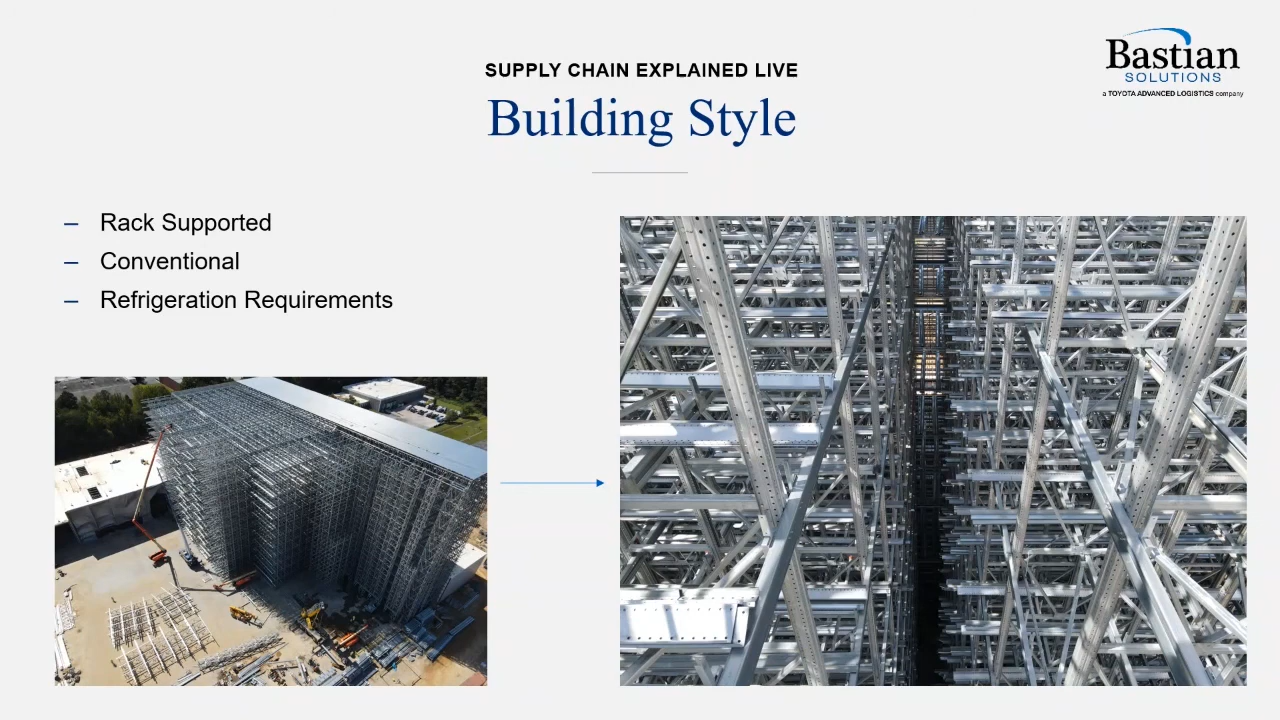 SUPPLY CHAIN EXPLAINED LIVE
Building Style
Bastian
SOLUTIONS
a TOYOTA ADVANCED LOGISTICS company
– Rack Supported
– Conventional
– Refrigeration Requirements